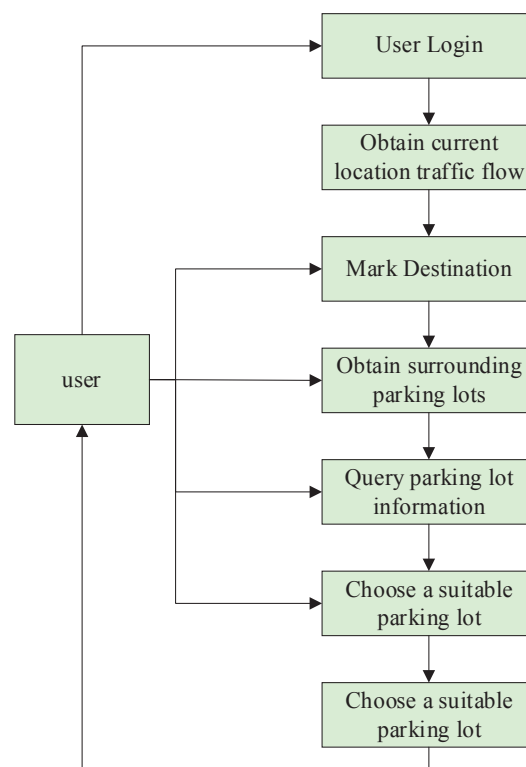 User Login
Obtain current
location traffic flow
Mark Destination
user
Obtain surrounding
parking lots
Query parking lot
information
Choose a suitable
parking lot
Choose a suitable
parking lot